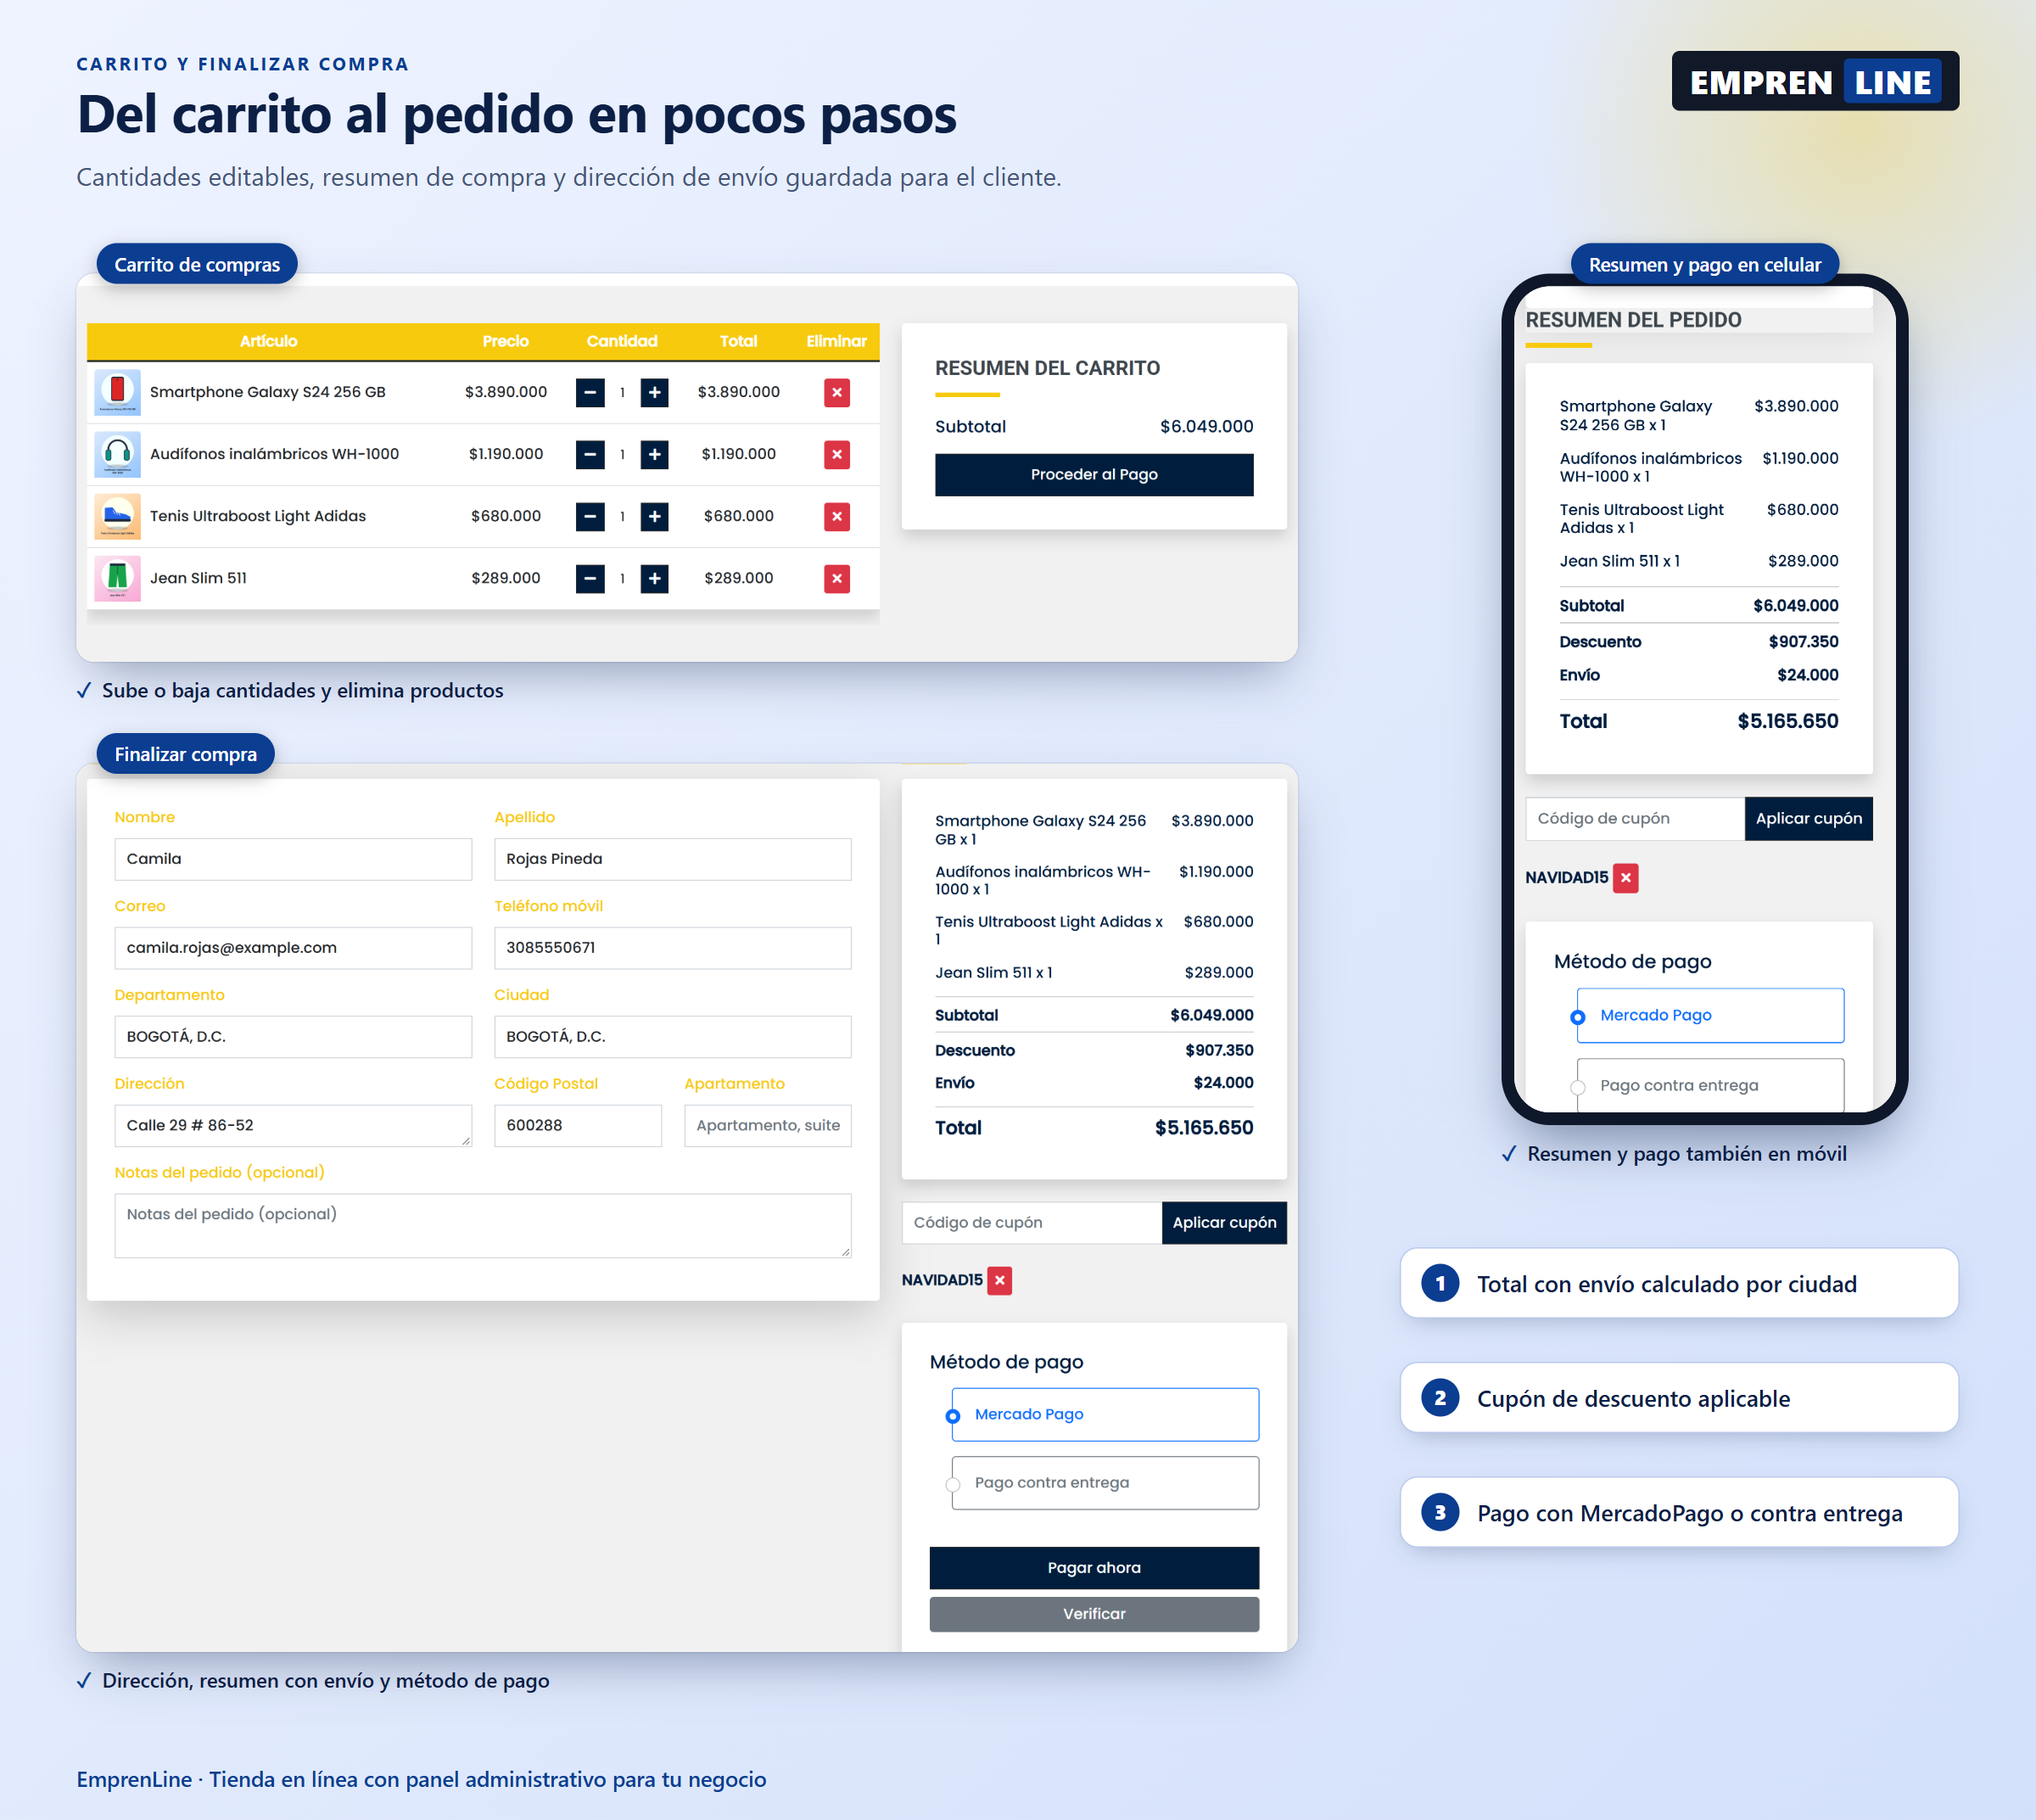 CARRITO Y FINALIZAR COMPRA
Del carrito al pedido en pocos pasos
Cantidades editables, resumen de compra y dirección de envío guardada para el cliente.
EMPREN LINE
Carrito de compras
Artículo Precio Cantidad Total Eliminar
Smartphone Galaxy S24 256 GB $3.890.000 1 $3.890.000
Audífonos inalámbricos WH-1000 $1.190.000 1 $1.190.000
Tenis Ultraboost Light Adidas $680.000 1 $680.000
Jean Slim 511 $289.000 1 $289.000
RESUMEN DEL CARRITO
Subtotal $6.049.000
Proceder al Pago
✓ Sube o baja cantidades y elimina productos
Finalizar compra
Nombre Apellido
Camila Rojas Pineda
Correo Teléfono móvil
camila.rojas@example.com 3085550671
Departamento Ciudad
BOGOTÁ, D.C. BOGOTÁ, D.C.
Dirección Código Postal Apartamento
Calle 29 # 86-52 600288 Apartamento, suite
Notas del pedido (opcional)
Notas del pedido (opcional)
Smartphone Galaxy S24 256 $3.890.000
GB x 1
Audífonos inalámbricos WH- $1.190.000
1000 x 1
Tenis Ultraboost Light Adidas x $680.000
1
Jean Slim 511 x 1 $289.000
Subtotal $6.049.000
Descuento $907.350
Envío $24.000
Total $5.165.650
Código de cupón Aplicar cupón
NAVIDAD15
Método de pago
Mercado Pago
Pago contra entrega
Pagar ahora
Verificar
✓ Dirección, resumen con envío y método de pago
Resumen y pago en celular
RESUMEN DEL PEDIDO
Smartphone Galaxy $3.890.000
S24 256 GB x 1
Audífonos inalámbricos $1.190.000
WH-1000 x 1
Tenis Ultraboost Light $680.000
Adidas x 1
Jean Slim 511 x 1 $289.000
Subtotal $6.049.000
Descuento $907.350
Envío $24.000
Total $5.165.650
Código de cupón Aplicar cupón
NAVIDAD15
Método de pago
Mercado Pago
Pago contra entrega
✓ Resumen y pago también en móvil
1 Total con envío calculado por ciudad
2 Cupón de descuento aplicable
3 Pago con MercadoPago o contra entrega
EmprenLine · Tienda en línea con panel administrativo para tu negocio